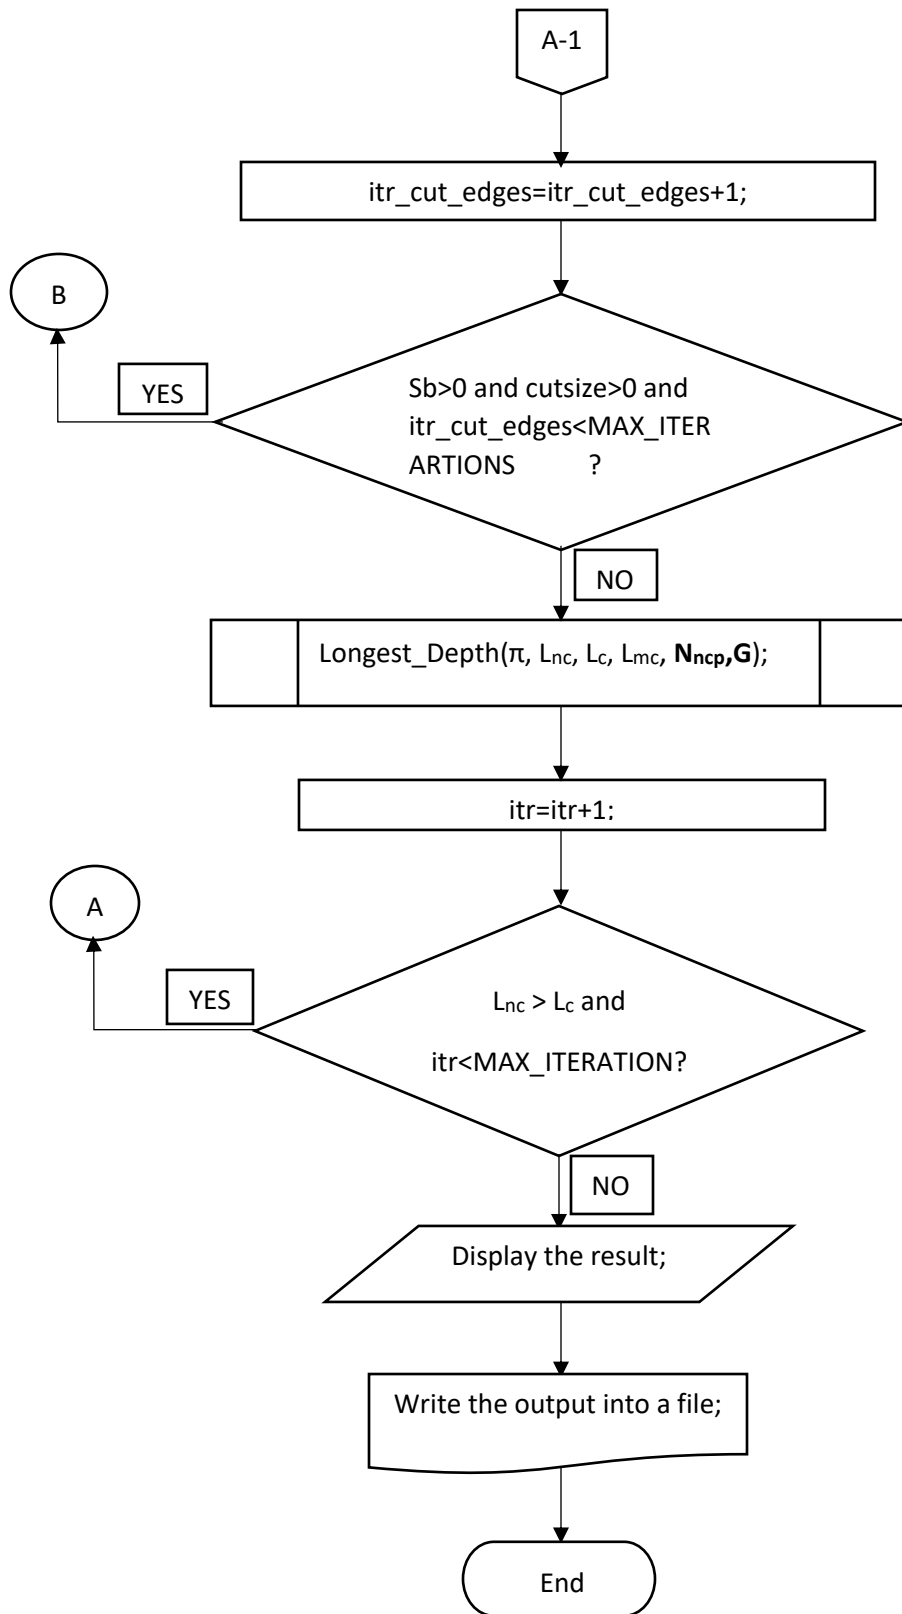 A-1
itr_cut_edges=itr_cut_edges+1;
B
YES
Sb>0 and cutsize>0 and
itr_cut_edges<MAX_ITER
ARTIONS ?
NO
Longest_Depth(π, Lnc, Lc, Lmc, Nncp,G);
itr=itr+1;
A
YES
Lnc > Lc and
itr<MAX_ITERATION?
NO
Display the result;
Write the output into a file;
End